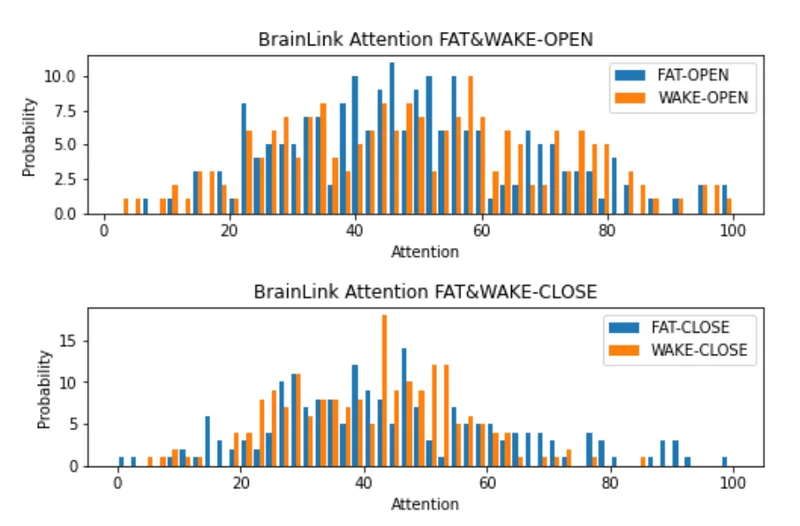 BrainLink Attention FAT&WAKE-OPEN
10.0
7.5
5.0
2.5
0.0
Probability
FAT-OPEN
WAKE-OPEN
0 20 40 60 80 100
Attention
BrainLink Attention FAT&WAKE-CLOSE
15
10
5
0
Probability
FAT-CLOSE
WAKE-CLOSE
0 20 40 60 80 100
Attention